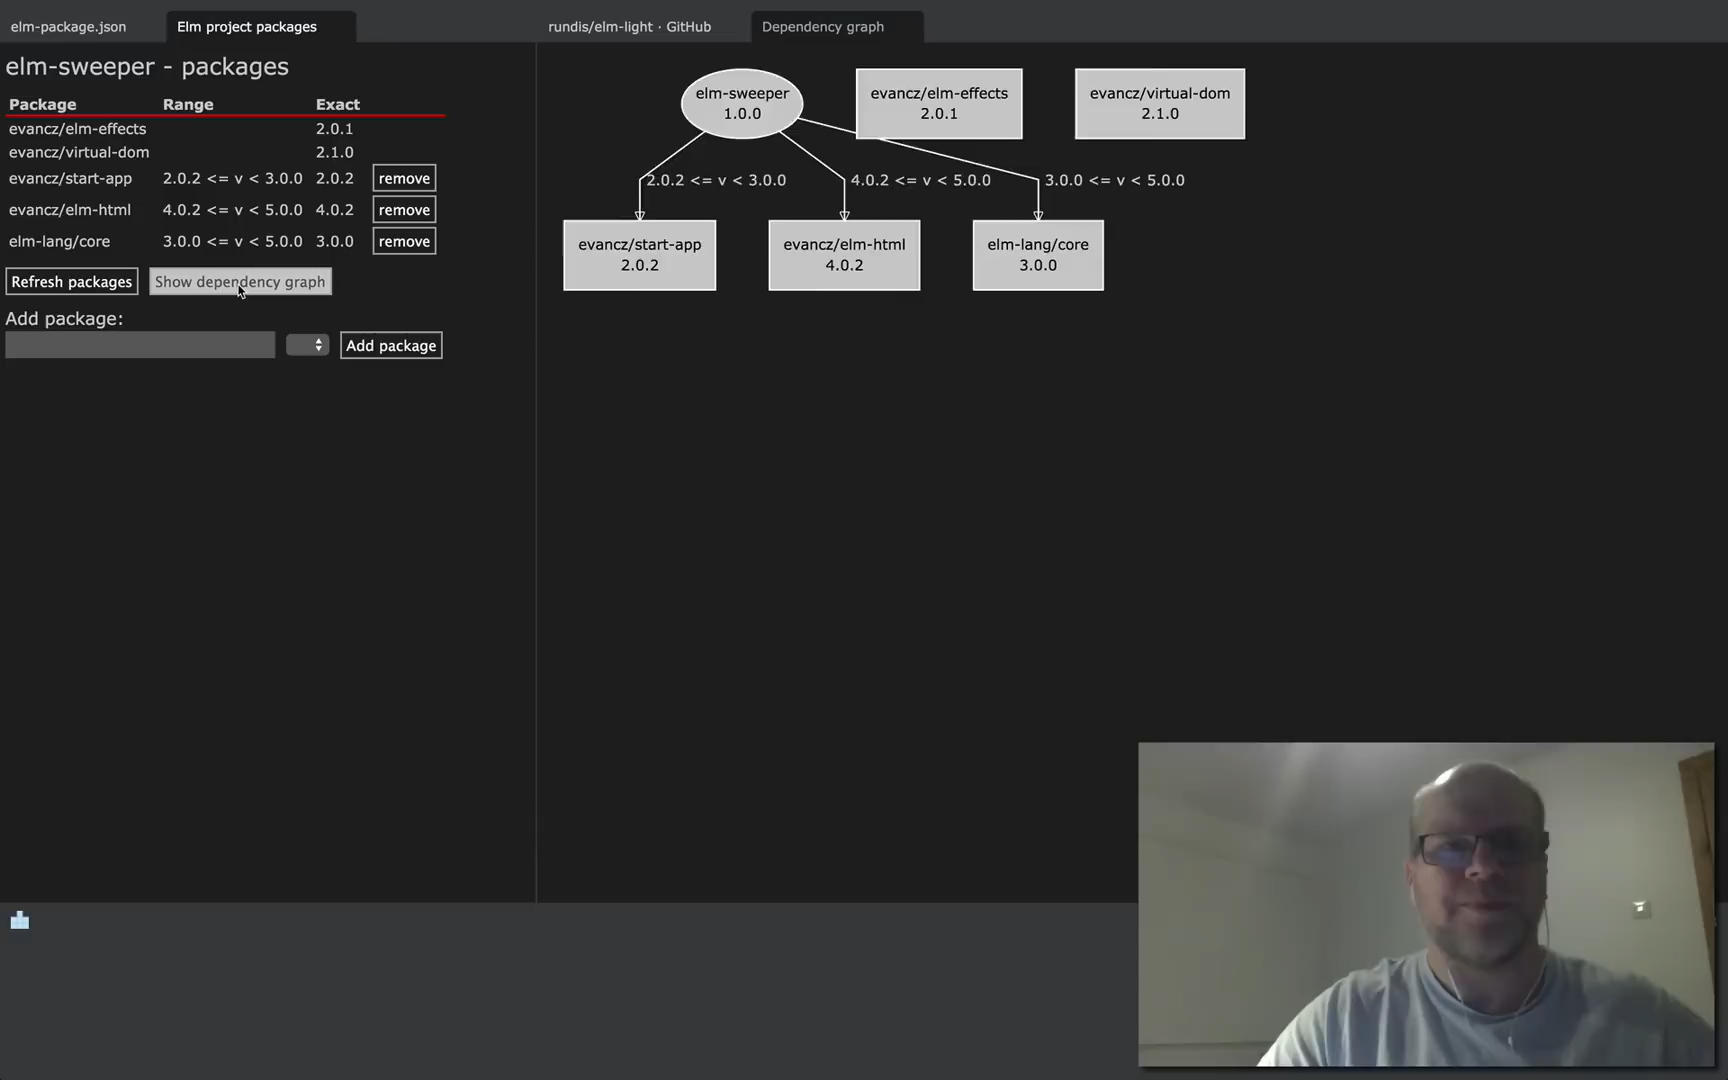 elm-package.json
Elm project packages
rundis/elm-light · GitHub
Dependency graph
elm-sweeper - packages
Package Range Exact
evancz/elm-effects 2.0.1
evancz/virtual-dom 2.1.0
evancz/start-app 2.0.2 <= v < 3.0.0 2.0.2 remove
evancz/elm-html 4.0.2 <= v < 5.0.0 4.0.2 remove
elm-lang/core 3.0.0 <= v < 5.0.0 3.0.0 remove
Refresh packages Show dependency graph
Add package:
Add package
elm-sweeper
1.0.0
evancz/elm-effects
2.0.1
evancz/virtual-dom
2.1.0
2.0.2 <= v < 3.0.0
4.0.2 <= v < 5.0.0
3.0.0 <= v < 5.0.0
evancz/start-app
2.0.2
evancz/elm-html
4.0.2
elm-lang/core
3.0.0